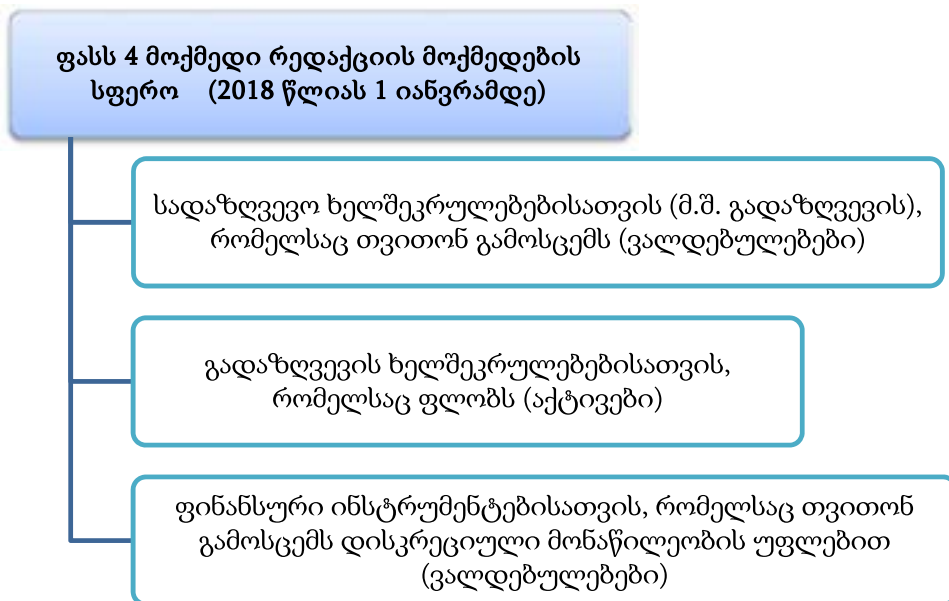 ფასს 4 მოქმედი რედაქციის მოქმედების
სფერო (2018 წლიას 1 იანვრამდე)
სადაზღვევო ხელშეკრულებებისათვის (მ.შ. გადაზღვევის),
რომელსაც თვითონ გამოსცემს (ვალდებულებები)
გადაზღვევის ხელშეკრულებებისათვის,
რომელსაც ფლობს (აქტივები)
ფინანსური ინსტრუმენტებისათვის, რომელსაც თვითონ
გამოსცემს დისკრეციული მონაწილეობის უფლებით
(ვალდებულებები)